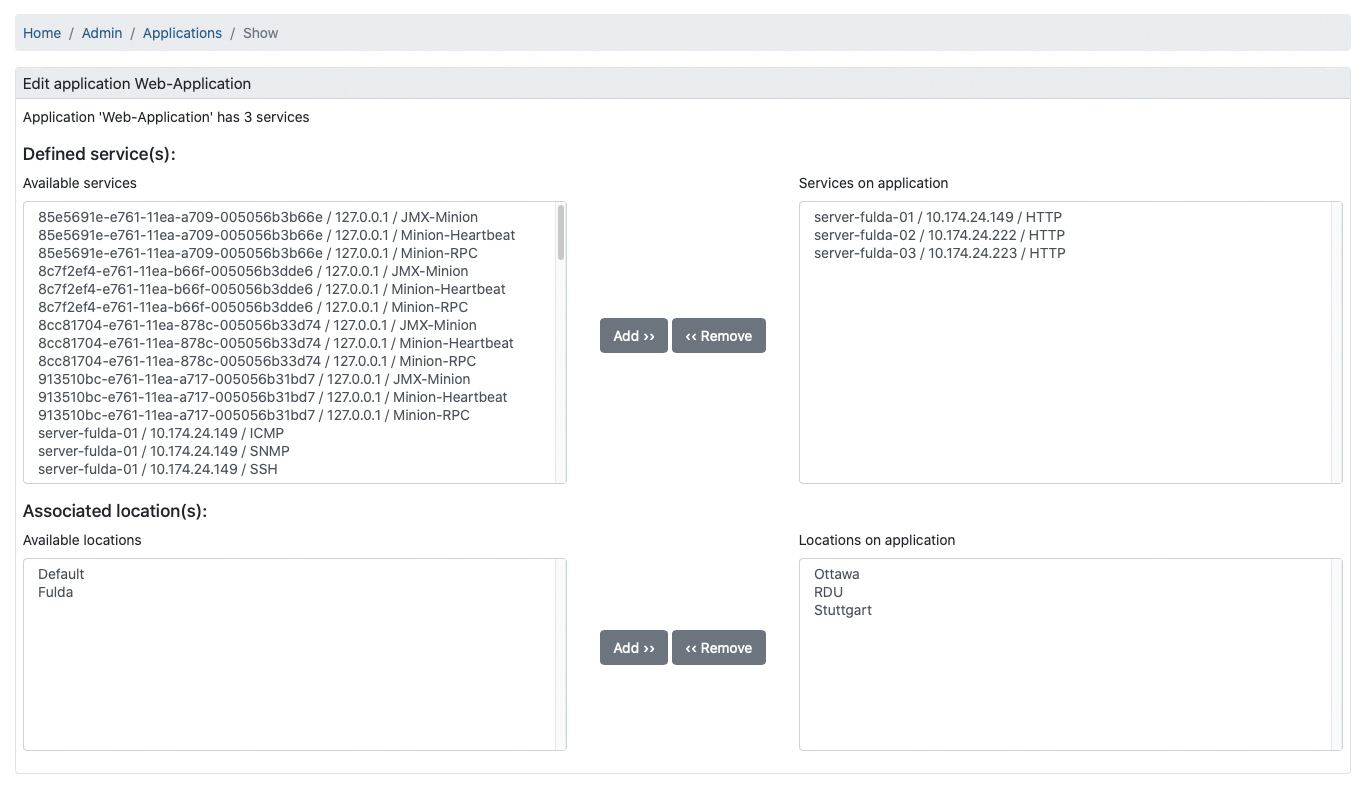 Home / Admin / Applications / Show
Edit application Web-Application
Application 'Web-Application' has 3 services
Defined service(s):
Available services
85e5691e-e761-11ea-a709-005056b3b66e / 127.0.0.1 / JMX-Minion
85e5691e-e761-11ea-a709-005056b3b66e / 127.0.0.1 / Minion-Heartbeat
85e5691e-e761-11ea-a709-005056b3b66e / 127.0.0.1 / Minion-RPC
8c7f2ef4-e761-11ea-b66f-005056b3dde6 / 127.0.0.1 / JMX-Minion
8c7f2ef4-e761-11ea-b66f-005056b3dde6 / 127.0.0.1 / Minion-Heartbeat
8c7f2ef4-e761-11ea-b66f-005056b3dde6 / 127.0.0.1 / Minion-RPC
8cc81704-e761-11ea-878c-005056b33d74 / 127.0.0.1 / JMX-Minion
8cc81704-e761-11ea-878c-005056b33d74 / 127.0.0.1 / Minion-Heartbeat
8cc81704-e761-11ea-878c-005056b33d74 / 127.0.0.1 / Minion-RPC
913510bc-e761-11ea-a717-005056b31bd7 / 127.0.0.1 / JMX-Minion
913510bc-e761-11ea-a717-005056b31bd7 / 127.0.0.1 / Minion-Heartbeat
913510bc-e761-11ea-a717-005056b31bd7 / 127.0.0.1 / Minion-RPC
server-fulda-01 / 10.174.24.149 / ICMP
server-fulda-01 / 10.174.24.149 / SNMP
server-fulda-01 / 10.174.24.149 / SSH
Add ››
‹‹ Remove
Services on application
server-fulda-01 / 10.174.24.149 / HTTP
server-fulda-02 / 10.174.24.222 / HTTP
server-fulda-03 / 10.174.24.223 / HTTP
Associated location(s):
Available locations
Default
Fulda
Add ››
‹‹ Remove
Locations on application
Ottawa
RDU
Stuttgart